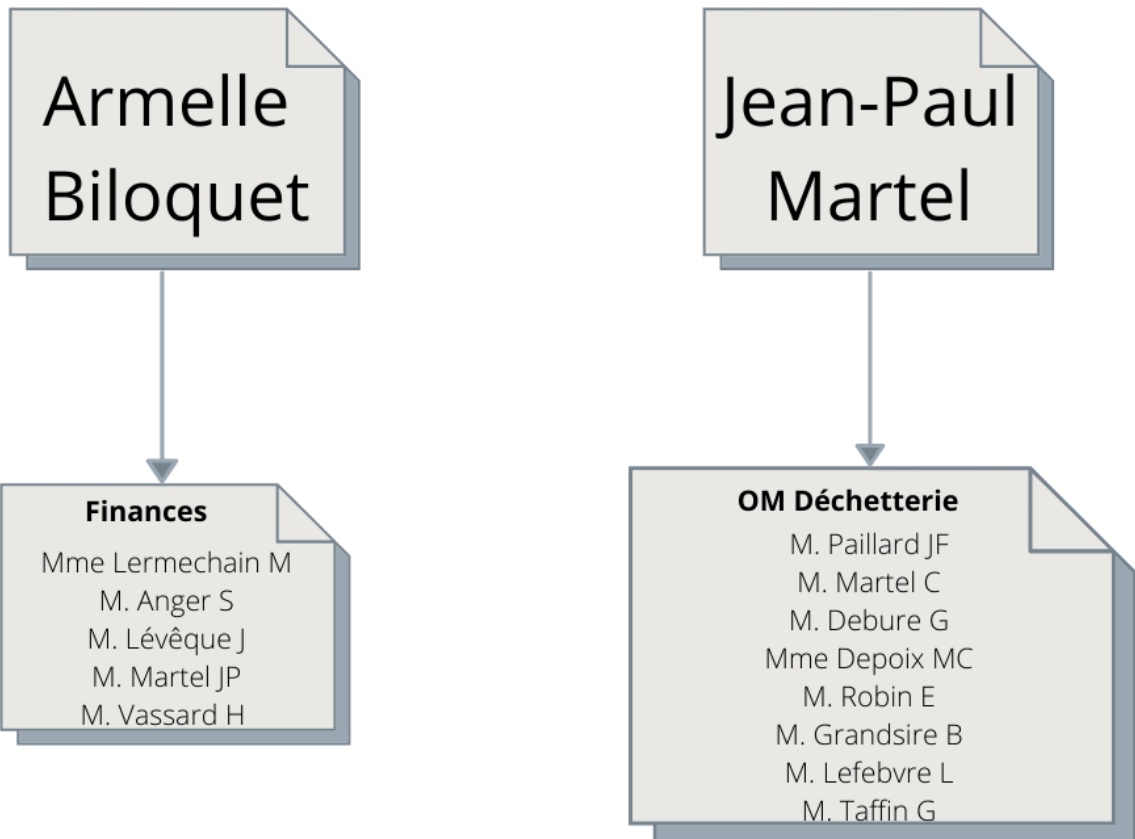 Armelle
Biloquet
Jean-Paul
Martel
Finances
Mme Lermechain M
M. Anger S
M. Lévêque J
M. Martel JP
M. Vassard H
OM Déchetterie
M. Paillard JF
M. Martel C
M. Debure G
Mme Depoix MC
M. Robin E
M. Grandsire B
M. Lefebvre L
M. Taffin G